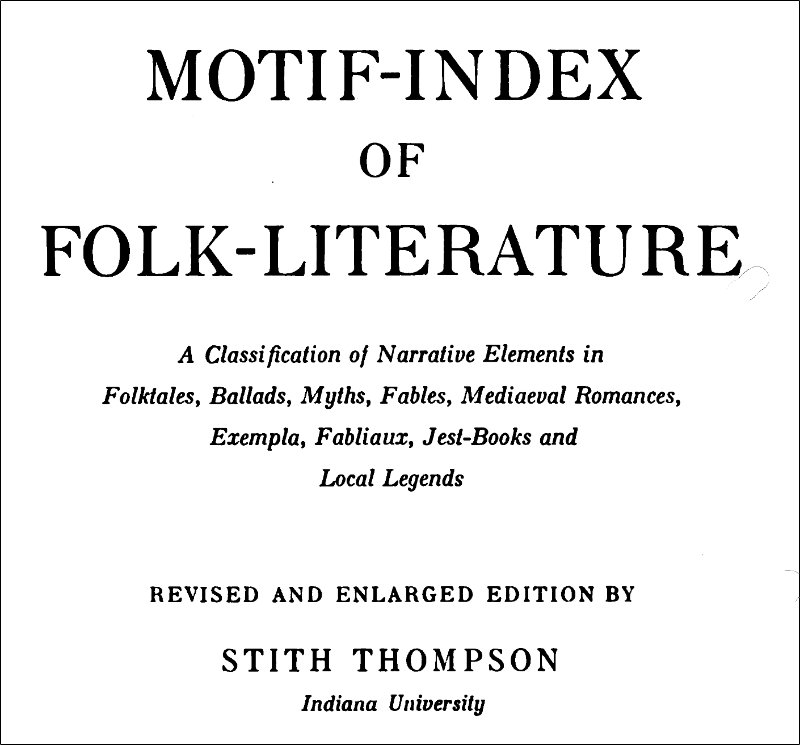 MOTIF-INDEX
OF
FOLK-LITERATURE
A Classification of Narrative Elements in
Folktales, Ballads, Myths, Fables, Mediaeval Romances,
Exempla, Fabliaux, Jest-Books and
Local Legends
REVISED AND ENLARGED EDITION BY
STITH THOMPSON
Indiana University